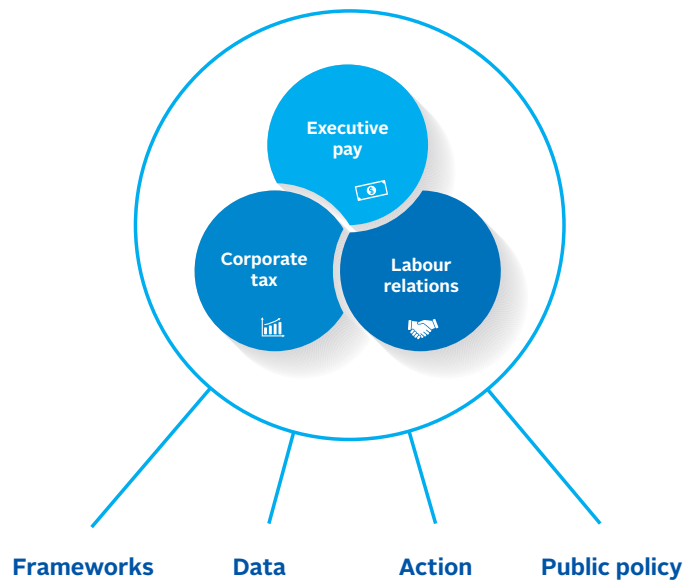 Executive
pay
$
Corporate
tax
Labour
relations
Frameworks
Data
Action
Public policy